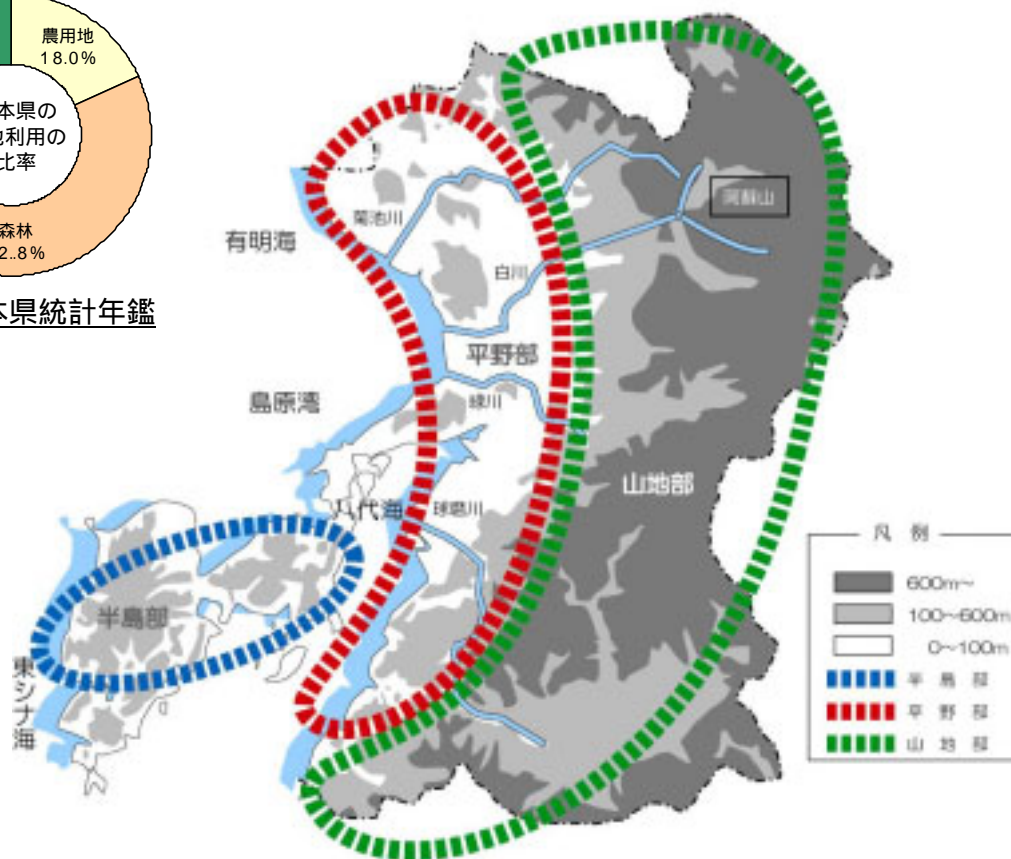 農用地
18.0%
本県の
地利用の
比率
森林
2.8%
本県統計年鑑
有明海
菊池川
白川
阿蘇山
平野部
島原湾
緑川
山地部
八代海
球磨川
半島部
東シナ海
凡 例
600m~
100~600m
0~100m
半 島 部
平 野 部
山 地 部